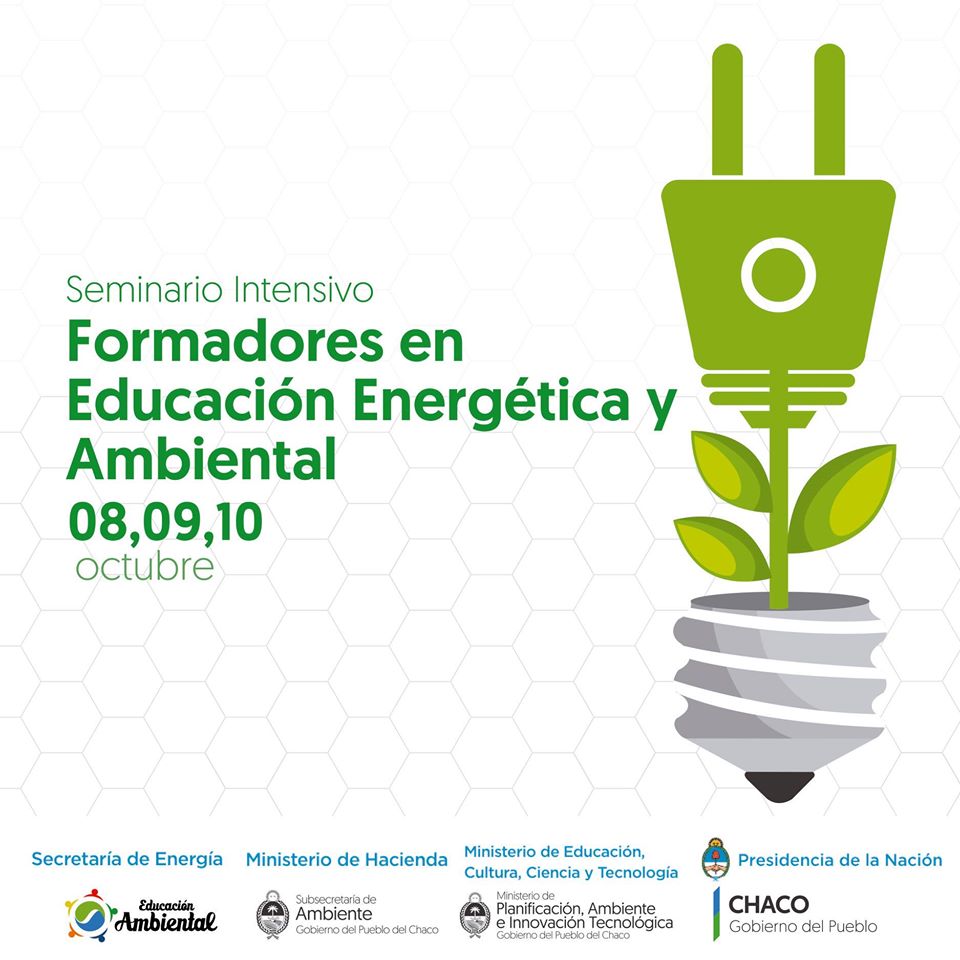 Seminario Intensivo
Formadores en
Educación Energética y
Ambiental
08,09,10
octubre
Secretaría de Energía
Ministerio de Hacienda
Ministerio de Educación,
Cultura, Ciencia y Tecnología
Presidencia de la Nación
Educación
Ambiental
Subsecretaría de
Ambiente
Gobierno del Pueblo del Chaco
Ministerio de
Planificación, Ambiente
e Innovación Tecnológica
Gobierno del Pueblo del Chaco
CHACO
Gobierno del Pueblo